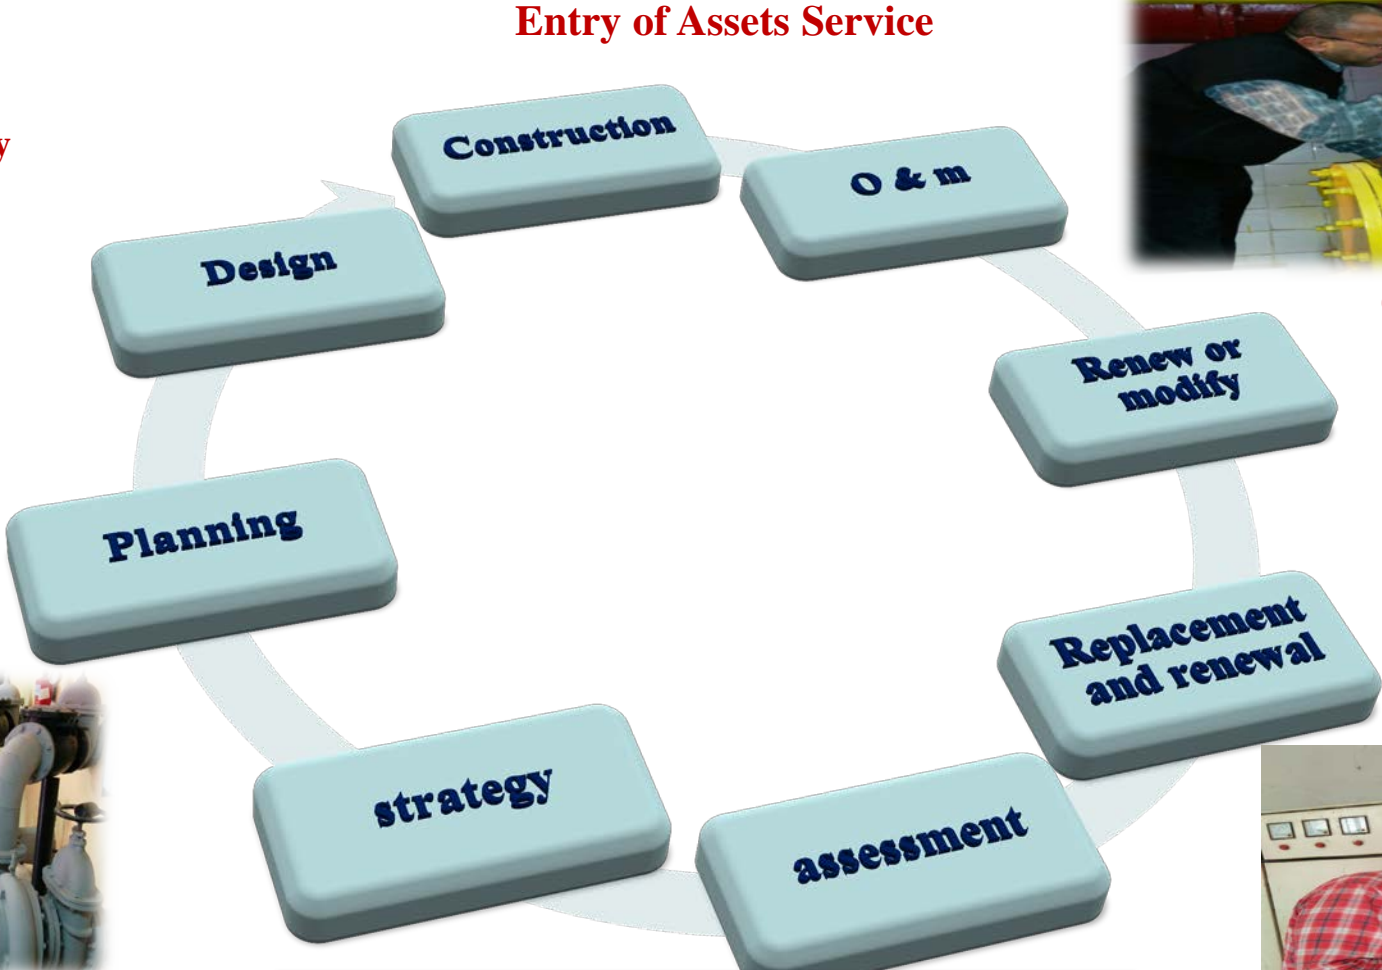 Entry of Assets Service
y
Construction
O & m
Design
Renew or
modify
Planning
Replacement
and renewal
strategy
assessment